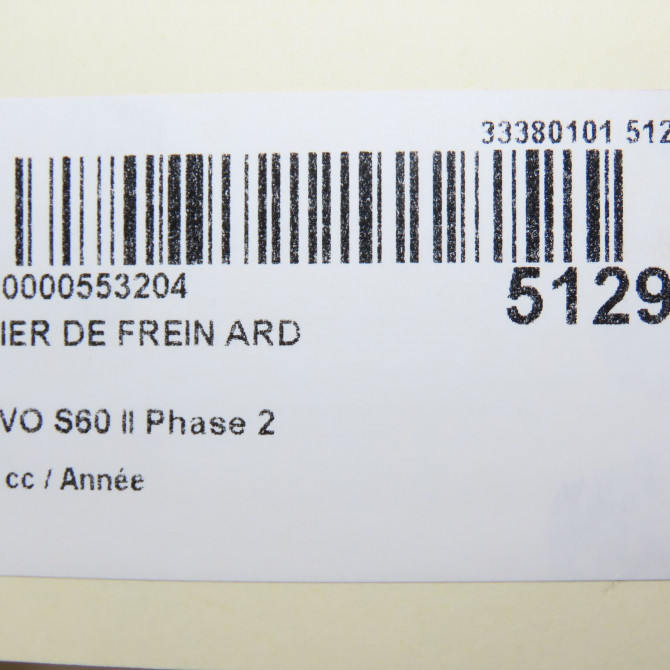 33380101 512
0000553204
5129
IER DE FREIN ARD
VO S60 II Phase 2
cc / Année